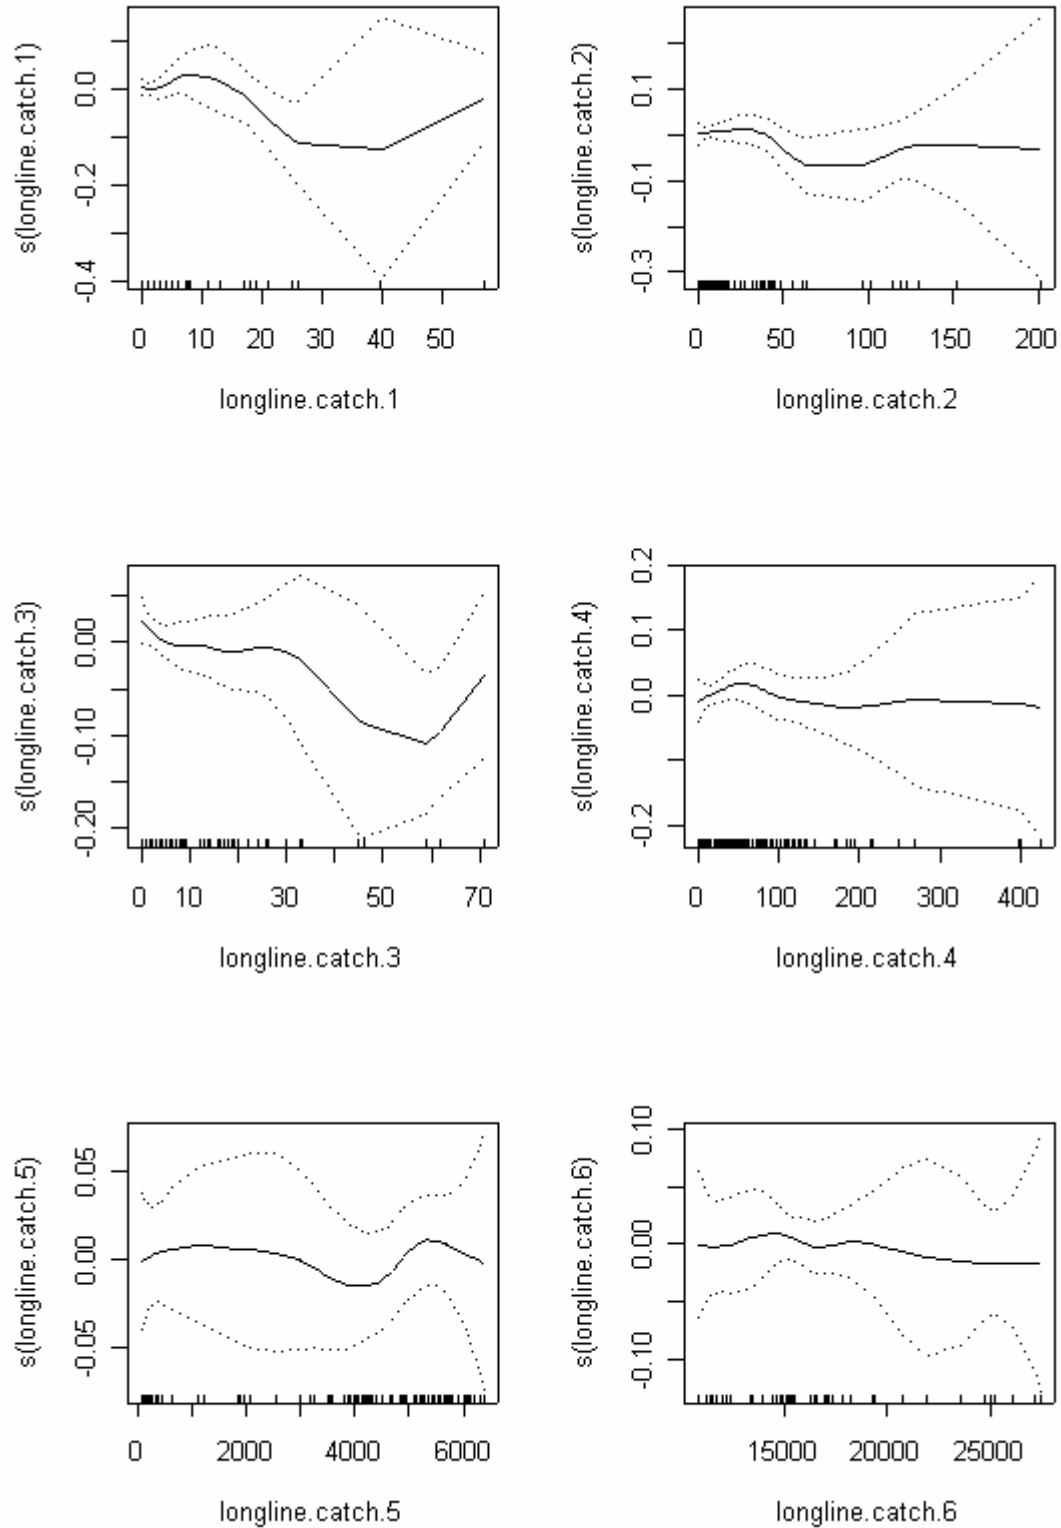 s(longline.catch.1)
0.0
-0.2
-0.4
0 10 20 30 40 50
longline.catch.1
s(longline.catch.2)
0.1
-0.1
-0.3
0 50 100 150 200
longline.catch.2
s(longline.catch.3)
0.00
-0.10
-0.20
0 10 30 50 70
longline.catch.3
s(longline.catch.4)
0.2
0.1
0.0
-0.2
0 100 200 300 400
longline.catch.4
s(longline.catch.5)
0.05
0.00
-0.05
0 2000 4000 6000
longline.catch.5
s(longline.catch.6)
0.10
0.00
-0.10
15000 20000 25000
longline.catch.6